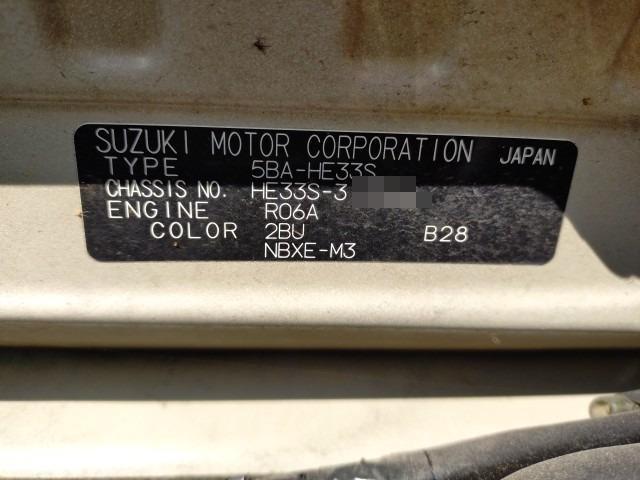 SUZUKI MOTOR CORPORATION JAPAN
TYPE 5BA-HE33S
CHASSIS NO. HE33S-3
ENGINE R06A
COLOR 2BU B28
NBXE-M3